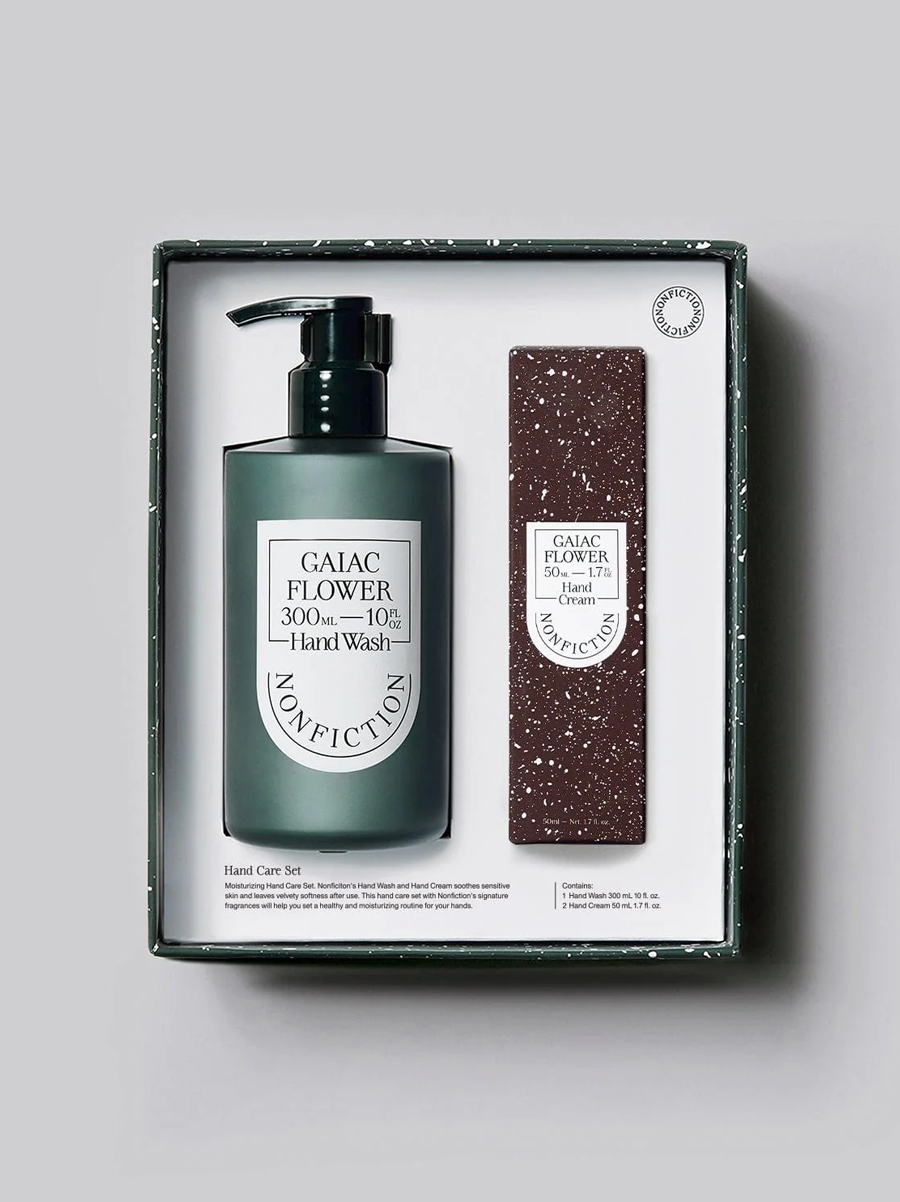 NONFICTION NONFICTION
GAIAC
FLOWER
300ML—10FL OZ
Hand Wash
NONFICTION
GAIAC
FLOWER
50ML—1.7FL OZ
Hand
Cream
NONFICTION
50ml — Net. 1.7 fl. oz.
Hand Care Set
Moisturizing Hand Care Set. Nonficiton's Hand Wash and Hand Cream soothes sensitive
skin and leaves velvety softness after use. This hand care set with Nonfiction's signature
fragrances will help you set a healthy and moisturizing routine for your hands.
Contains:
1 Hand Wash 300 mL 10 fl. oz.
2 Hand Cream 50 mL 1.7 fl. oz.